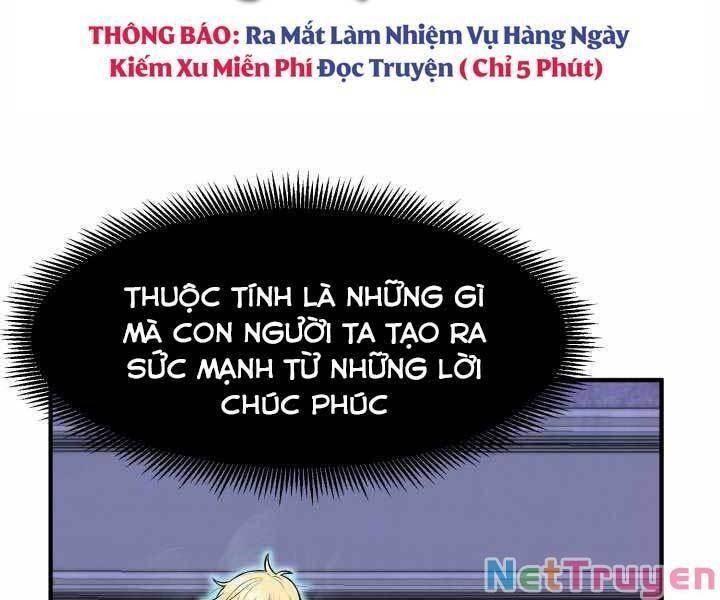 THÔNG BÁO: Ra Mắt Làm Nhiệm Vụ Hàng Ngày
Kiếm Xu Miễn Phí Đọc Truyện ( Chỉ 5 Phút)
THUỘC TÍNH LÀ NHỮNG GÌ
MÀ CON NGƯỜI TA TẠO RA
SỨC MẠNH TỪ NHỮNG LỜI
CHÚC PHÚC
NetTruyen